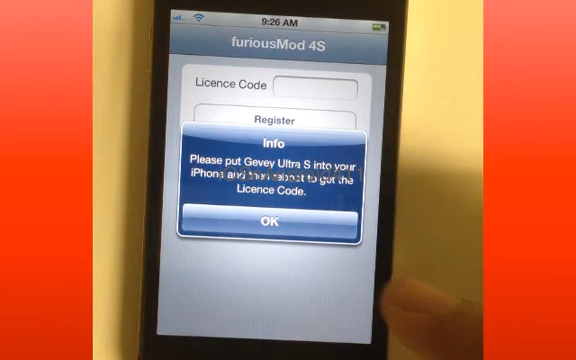 9:26 AM
furiousMod 4S
Licence Code
Register
Info
Please put Gevey Ultra S into your
iPhone and then reboot to got the
Licence Code.
OK